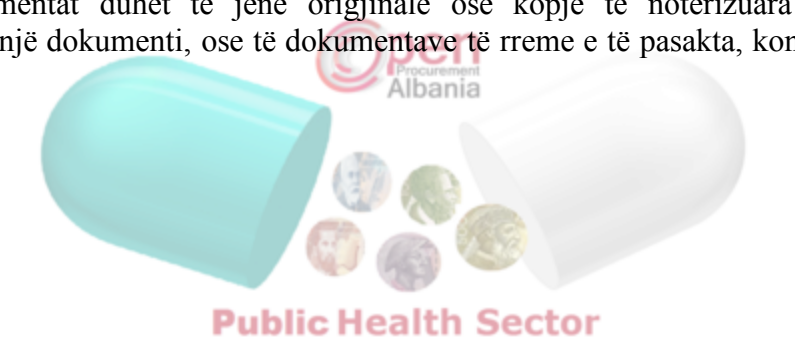 mentat duhet të jenë origjinale ose kopje të noterizuara
një dokumenti, ose të dokumentave të rreme e të pasakta, kon
Open
Procurement
Albania
Public Health Sector